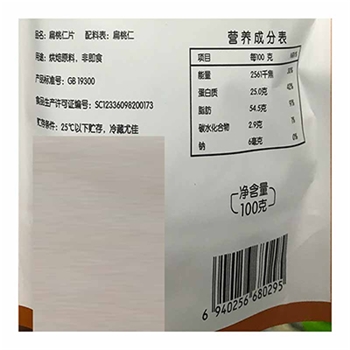 品名：扁桃仁片 配料表：扁桃仁
用途：烘焙原料，非即食
产品标准号：GB 19300
食品生产许可证编号：SC12336098200173
贮存条件：25℃以下贮存，冷藏尤佳
营养成分表
项目 每100克
能量 2561千焦
蛋白质 25.0克 42%
脂肪 54.5克 91%
碳水化合物 2.9克
钠 6毫克 0%
净含量
100克
6 940256 680295